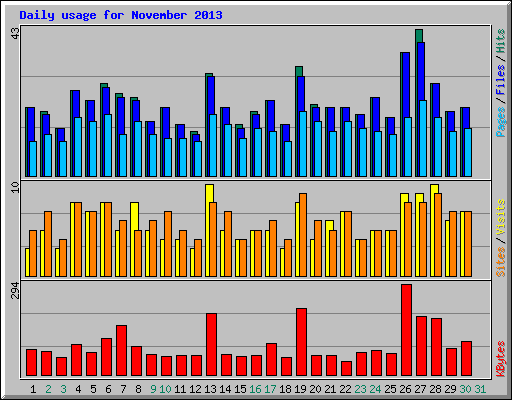 Daily usage for November 2013
43
Pages / Files / Hits
10
Sites / Visits
294
KBytes
1 2 3 4 5 6 7 8 9 10 11 12 13 14 15 16 17 18 19 20 21 22 23 24 25 26 27 28 29 30 31